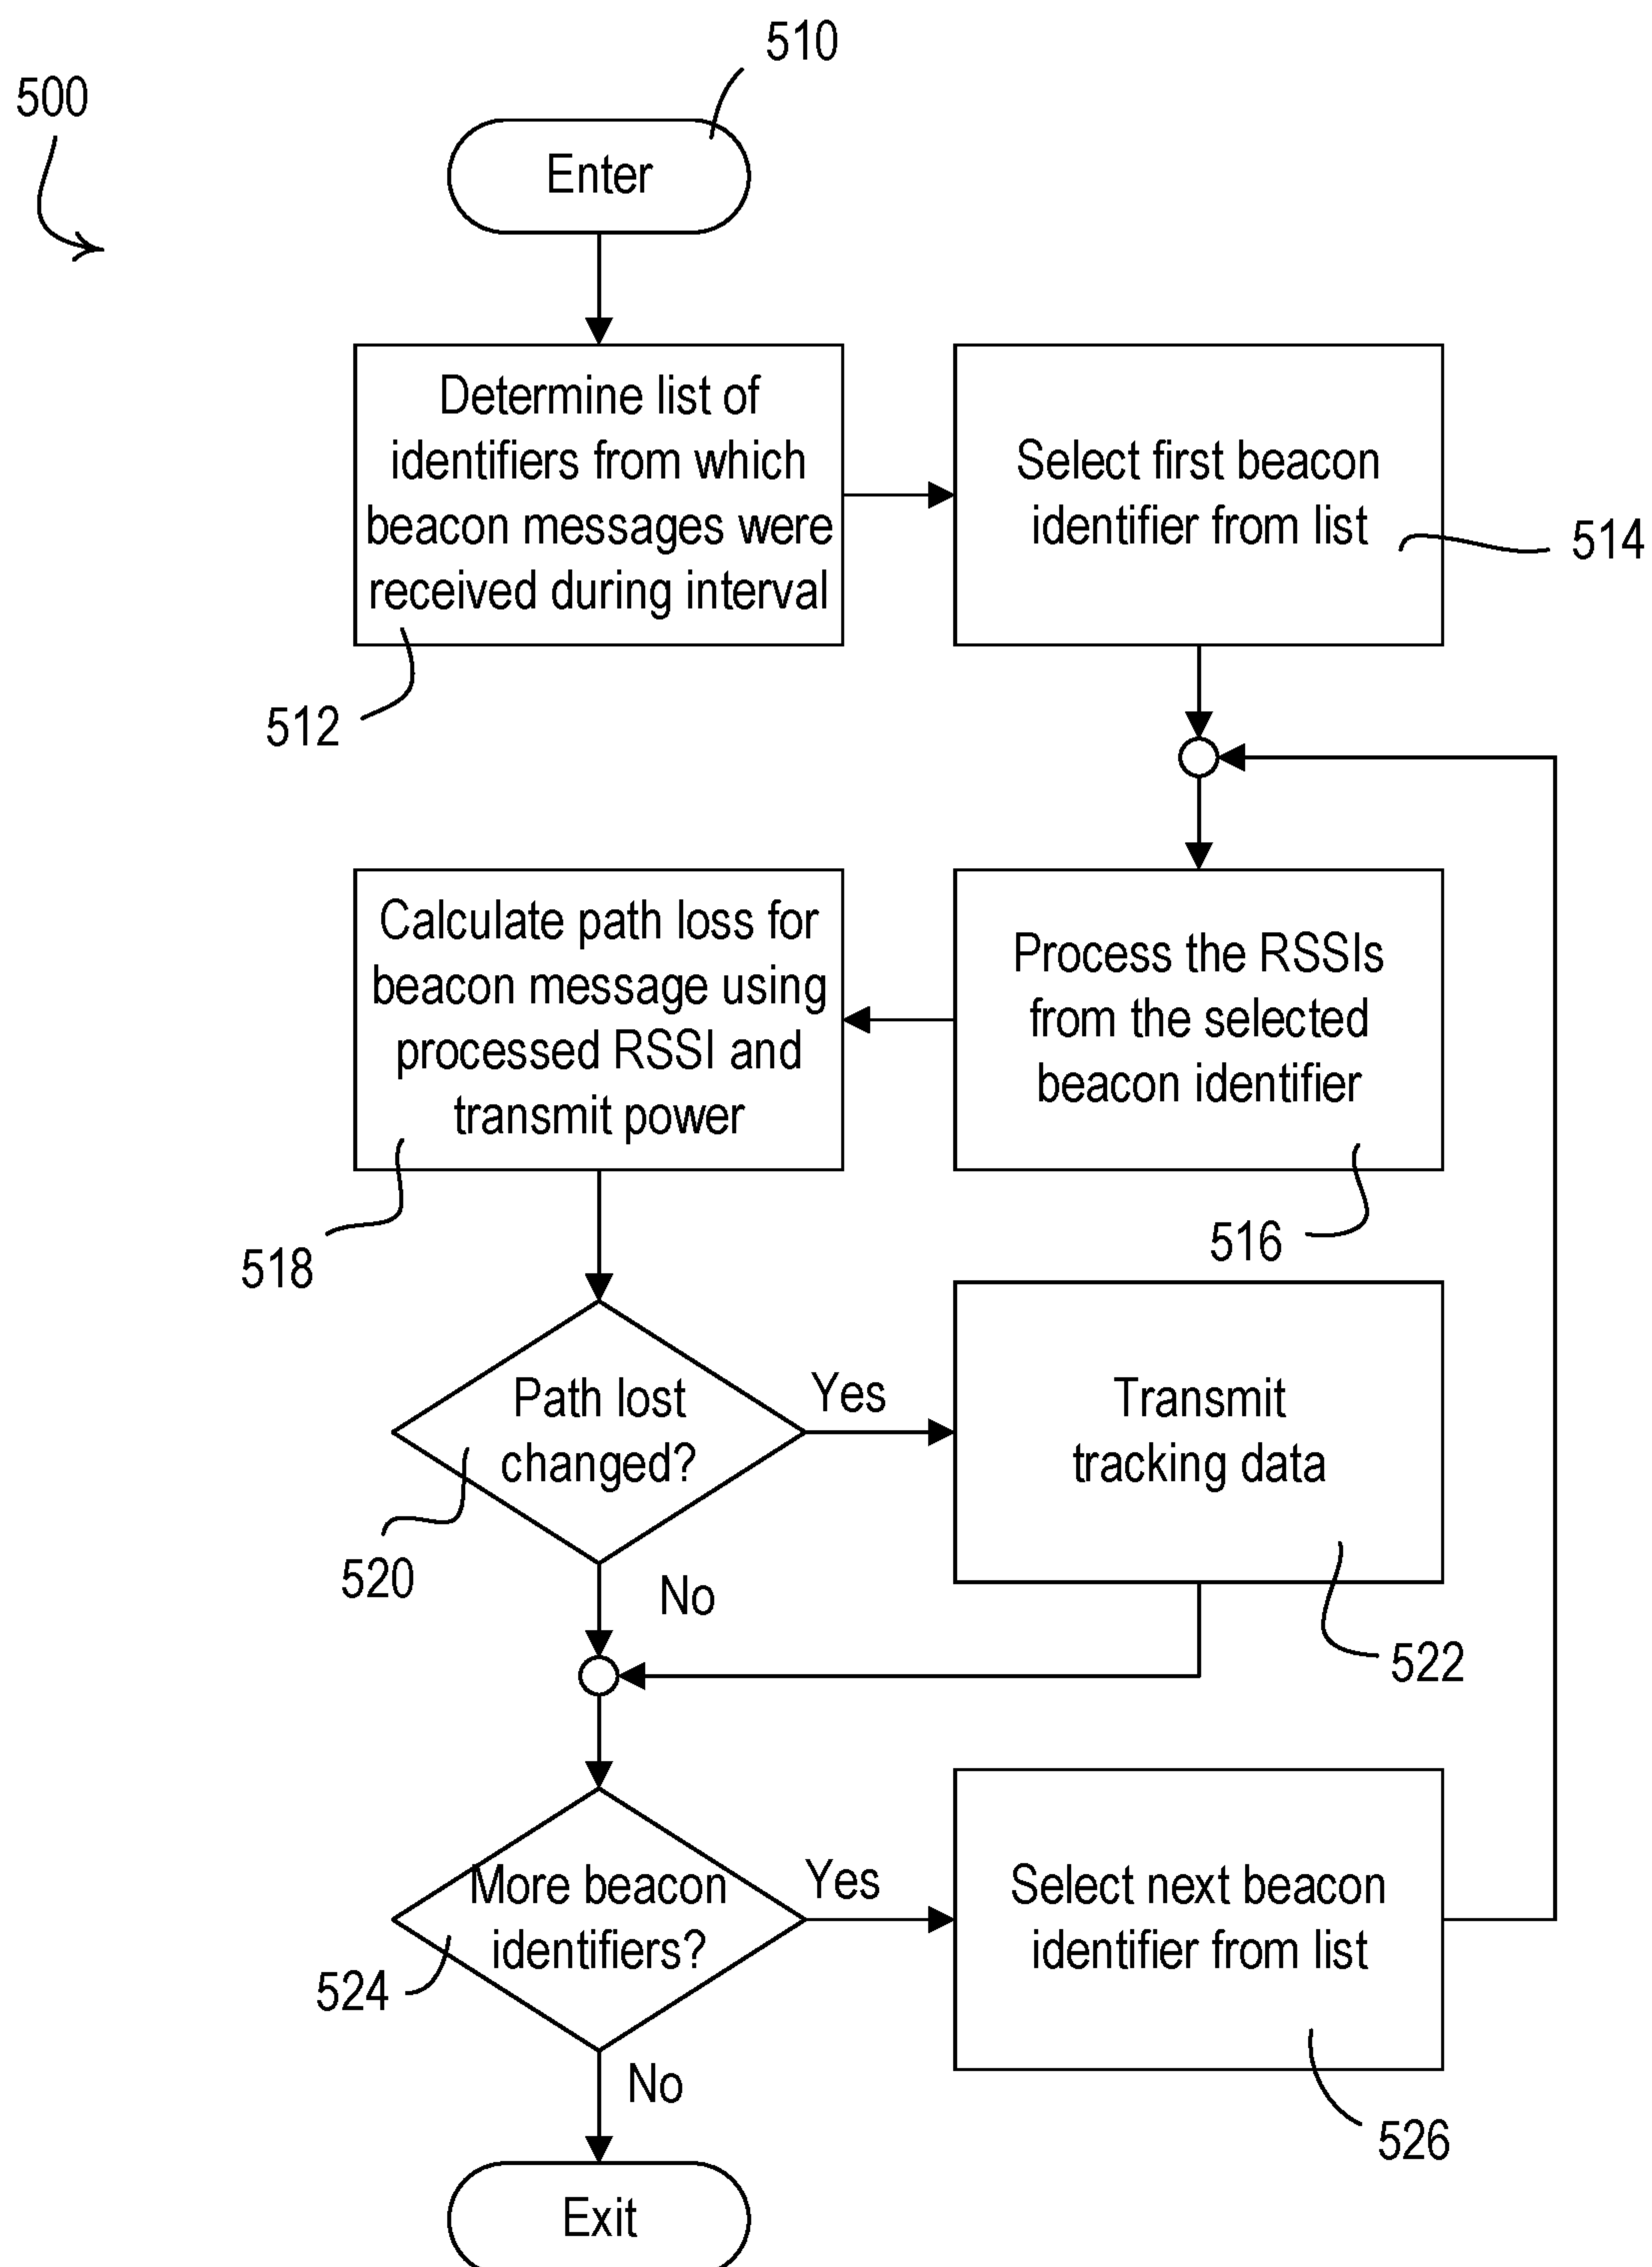 510
500
Enter
Determine list of
identifiers from which
beacon messages were
received during interval
Select first beacon
identifier from list
514
512
Calculate path loss for
beacon message using
processed RSSI and
transmit power
Process the RSSIs
from the selected
beacon identifier
516
518
Path lost
changed?
Yes
Transmit
tracking data
520
No
522
More beacon
identifiers?
Yes
Select next beacon
identifier from list
524
No
526
Exit